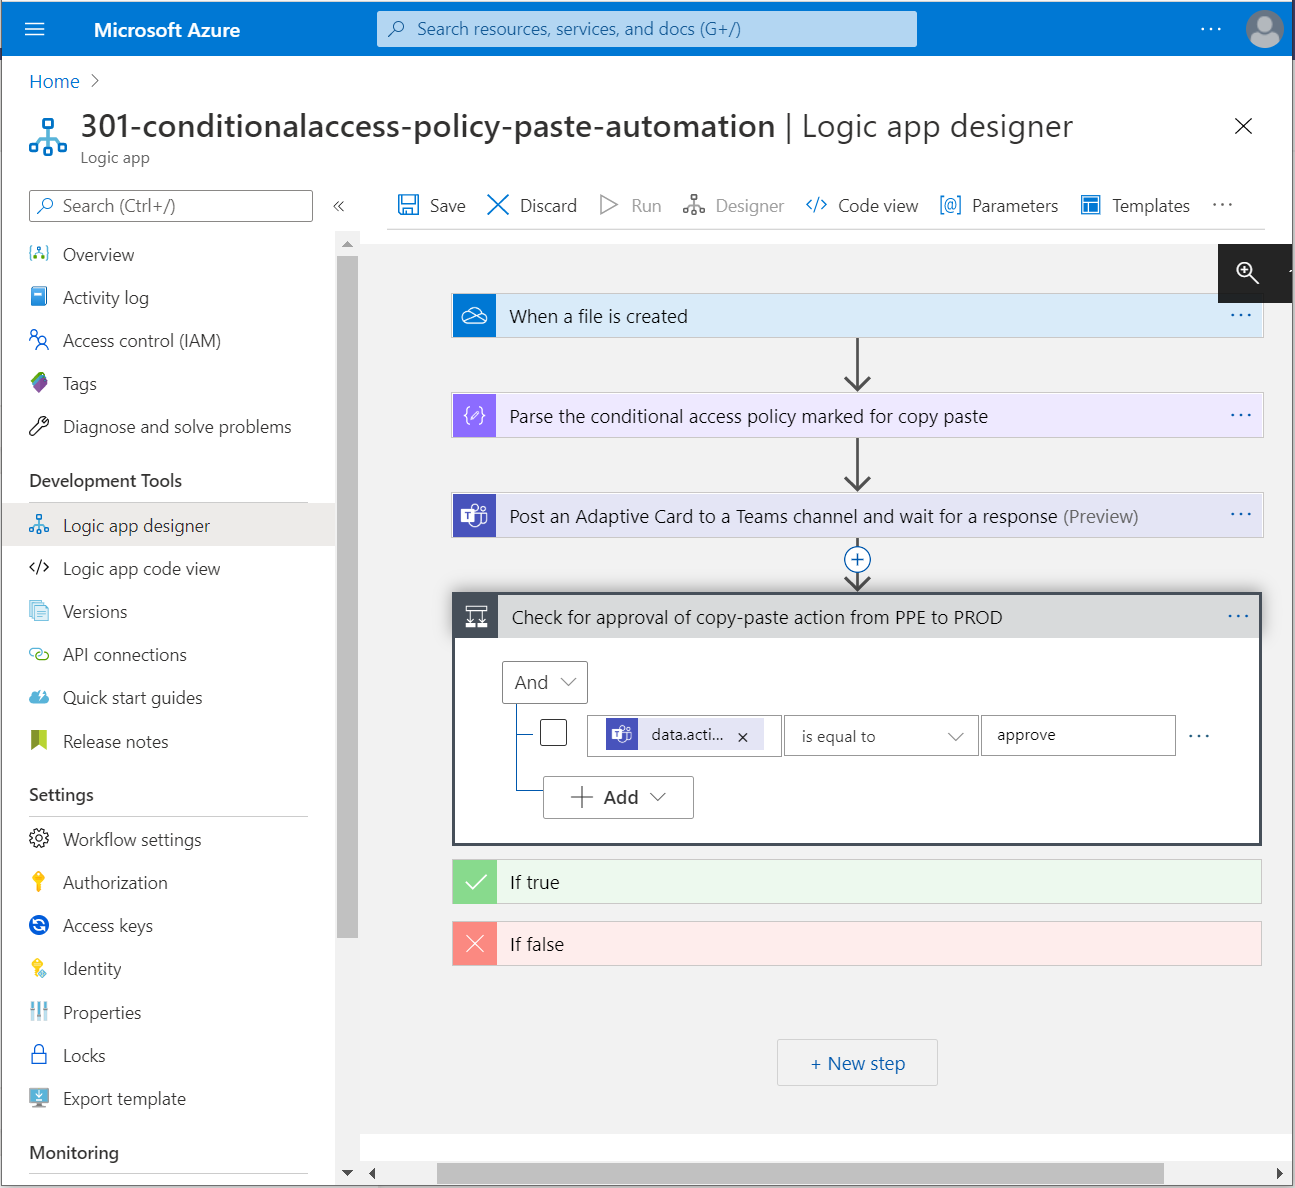 Microsoft Azure
Search resources, services, and docs (G+/)
Home
301-conditionalaccess-policy-paste-automation | Logic app designer
Logic app
Search (Ctrl+/)
Save Discard Run Designer Code view Parameters Templates
Overview
Activity log
Access control (IAM)
Tags
Diagnose and solve problems
Development Tools
Logic app designer
Logic app code view
Versions
API connections
Quick start guides
Release notes
Settings
Workflow settings
Authorization
Access keys
Identity
Properties
Locks
Export template
Monitoring
When a file is created
Parse the conditional access policy marked for copy paste
Post an Adaptive Card to a Teams channel and wait for a response (Preview)
Check for approval of copy-paste action from PPE to PROD
And
data.acti... is equal to approve
Add
If true
If false
+ New step